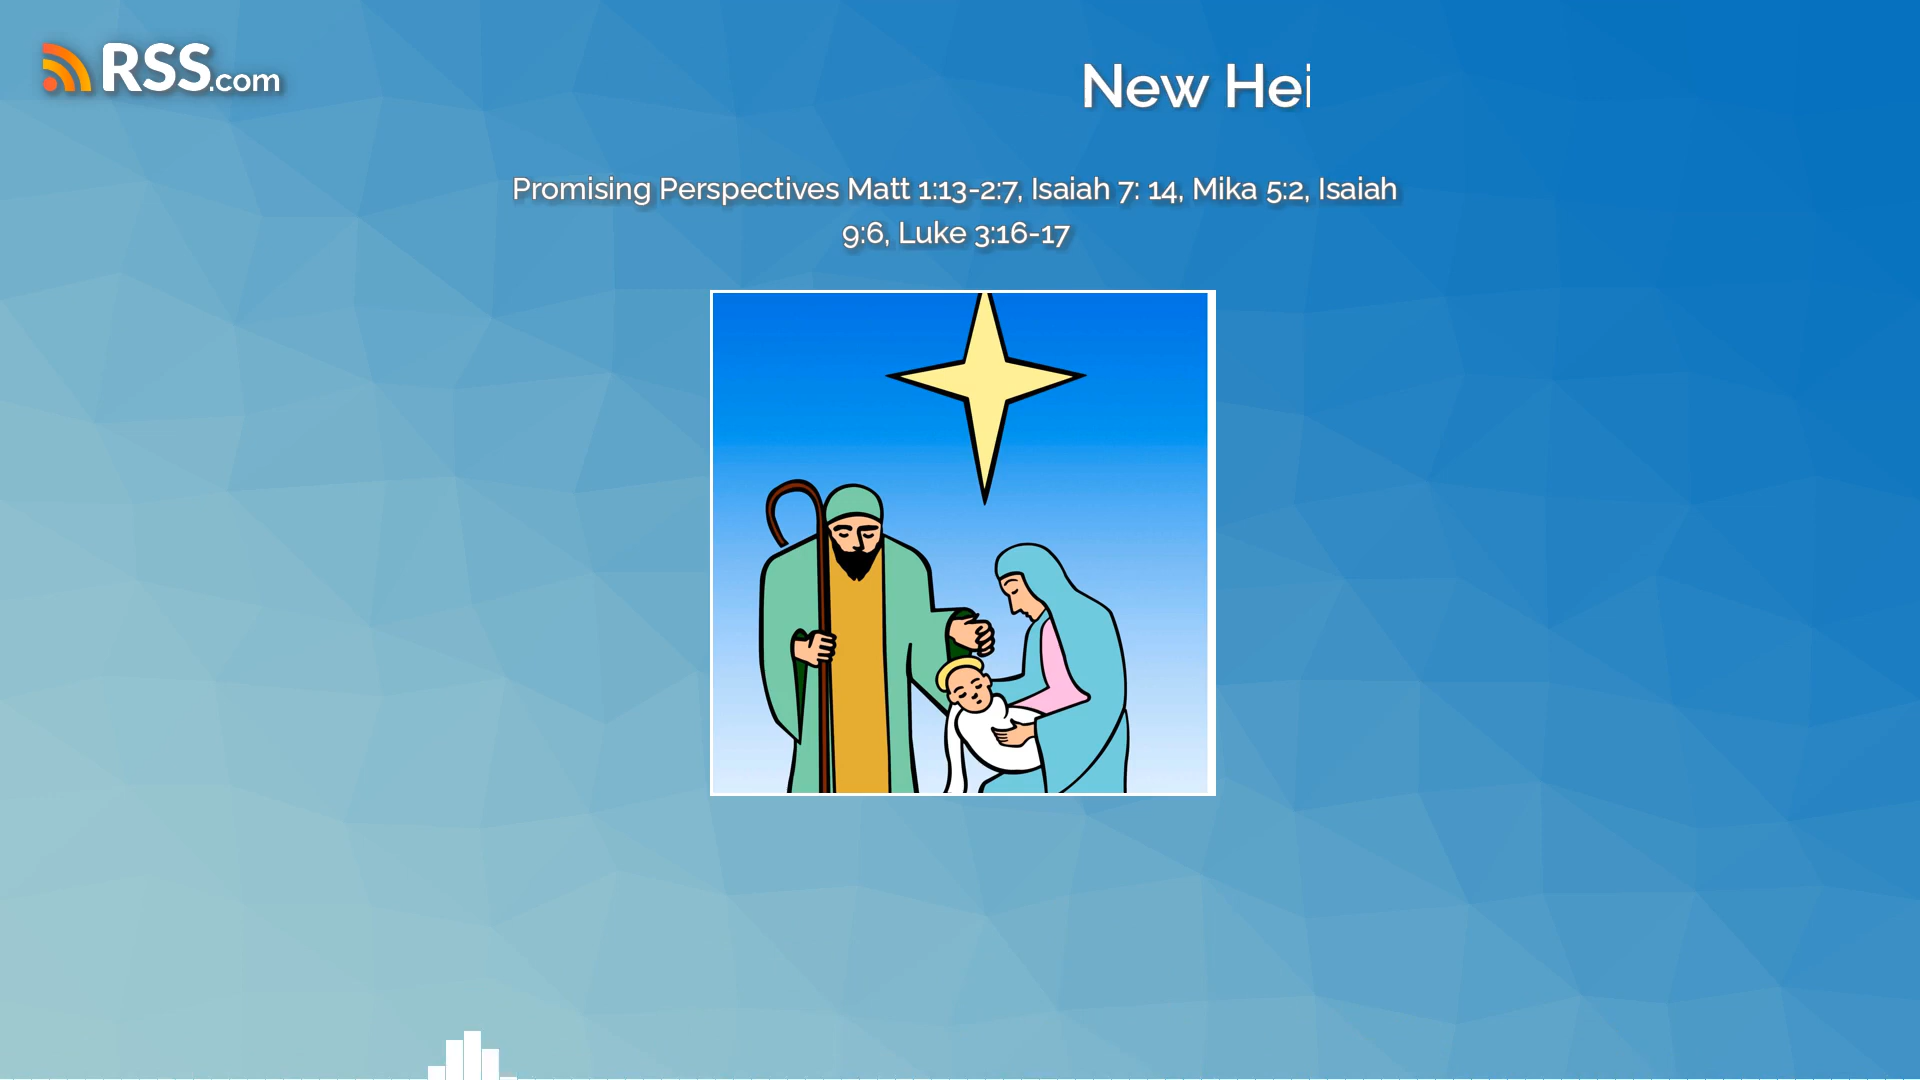 RSS.com
New Hei
Promising Perspectives Matt 1:13-2:7, Isaiah 7: 14, Mika 5:2, Isaiah
9:6, Luke 3:16-17